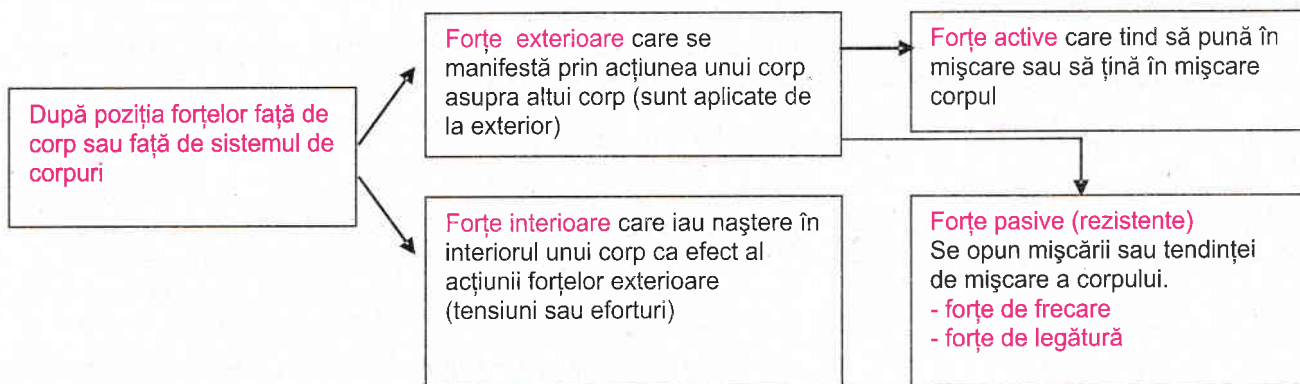 După poziția forțelor față de
corp sau față de sistemul de
corpuri
Forțe exterioare care se
manifestă prin acțiunea unui corp
asupra altui corp (sunt aplicate de
la exterior)
Forțe interioare care iau naştere în
interiorul unui corp ca efect al
acțiunii forțelor exterioare
(tensiuni sau eforturi)
Forțe active care tind să pună în
mişcare sau să țină în mişcare
corpul
Forțe pasive (rezistente)
Se opun mişcării sau tendinței
de mişcare a corpului.
- forțe de frecare
- forțe de legătură